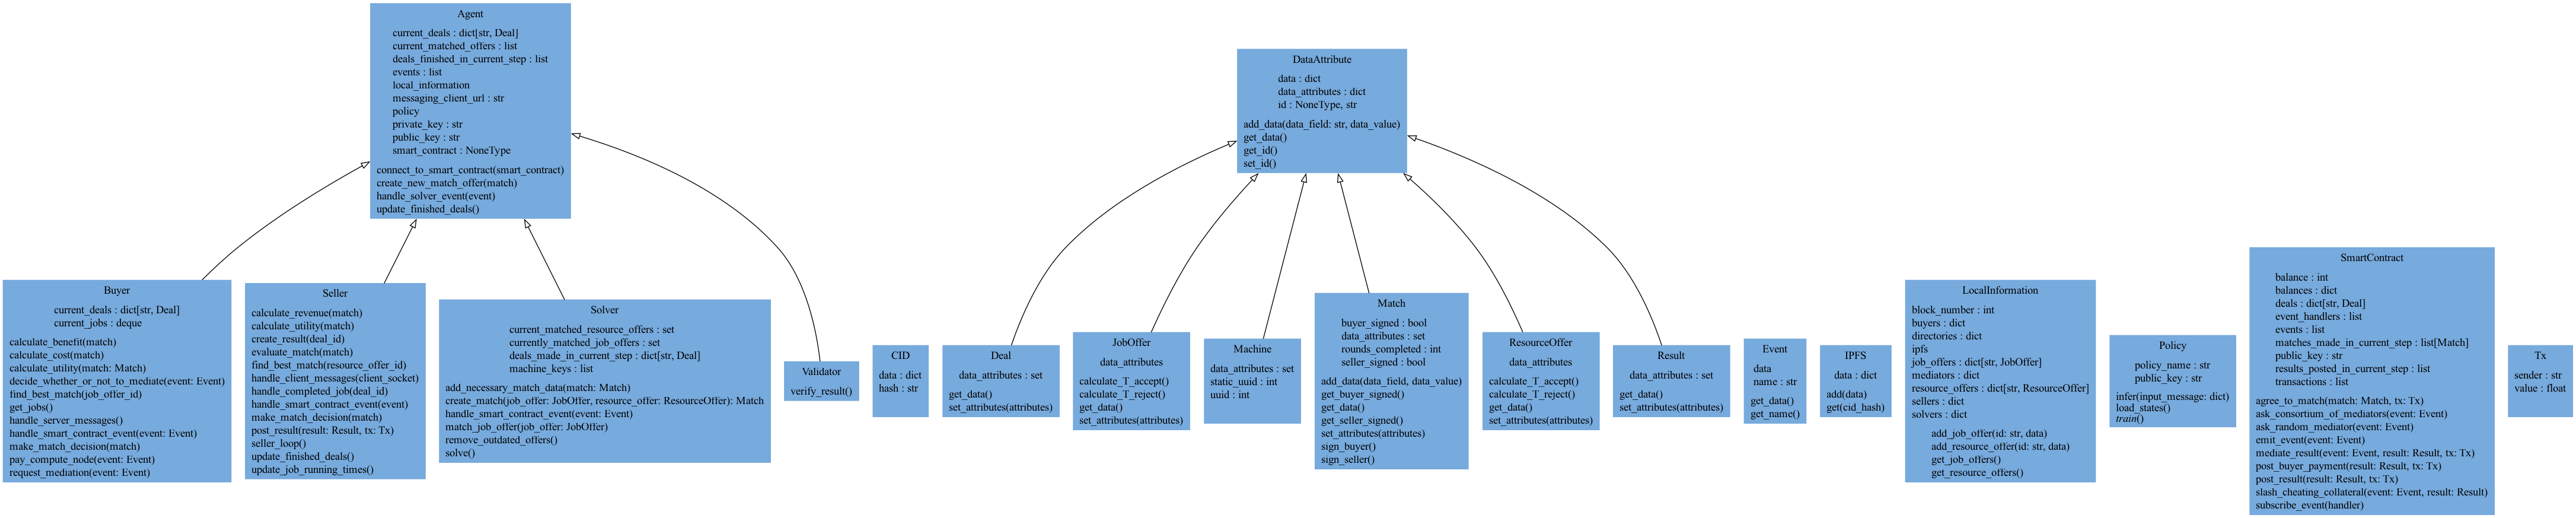 Agent
current_deals : dict[str, Deal]
current_matched_offers : list
deals_finished_in_current_step : list
events : list
local_information
messaging_client_url : str
policy
private_key : str
public_key : str
smart_contract : NoneType
connect_to_smart_contract(smart_contract)
create_new_match_offer(match)
handle_solver_event(event)
update_finished_deals()
DataAttribute
data : dict
data_attributes : dict
id : NoneType, str
add_data(data_field: str, data_value)
get_data()
get_id()
set_id()
Buyer
current_deals : dict[str, Deal]
current_jobs : deque
calculate_benefit(match)
calculate_cost(match)
calculate_utility(match: Match)
decide_whether_or_not_to_mediate(event: Event)
find_best_match(job_offer_id)
get_jobs()
handle_server_messages()
handle_smart_contract_event(event: Event)
make_match_decision(match)
pay_compute_node(event: Event)
request_mediation(event: Event)
Seller
calculate_revenue(match)
calculate_utility(match)
create_result(deal_id)
evaluate_match(match)
find_best_match(resource_offer_id)
handle_client_messages(client_socket)
handle_completed_job(deal_id)
handle_smart_contract_event(event)
make_match_decision(match)
post_result(result: Result, tx: Tx)
seller_loop()
update_finished_deals()
update_job_running_times()
Solver
current_matched_resource_offers : set
currently_matched_job_offers : set
deals_made_in_current_step : dict[str, Deal]
machine_keys : list
add_necessary_match_data(match: Match)
create_match(job_offer: JobOffer, resource_offer: ResourceOffer): Match
handle_smart_contract_event(event: Event)
match_job_offer(job_offer: JobOffer)
remove_outdated_offers()
solve()
Validator
verify_result()
CID
data : dict
hash : str
Deal
data_attributes : set
get_data()
set_attributes(attributes)
JobOffer
data_attributes
calculate_T_accept()
calculate_T_reject()
get_data()
set_attributes(attributes)
Machine
data_attributes : set
static_uuid : int
uuid : int
Match
buyer_signed : bool
data_attributes : set
rounds_completed : int
seller_signed : bool
add_data(data_field, data_value)
get_buyer_signed()
get_data()
get_seller_signed()
set_attributes(attributes)
sign_buyer()
sign_seller()
ResourceOffer
data_attributes
calculate_T_accept()
calculate_T_reject()
get_data()
set_attributes(attributes)
Result
data_attributes : set
get_data()
set_attributes(attributes)
Event
data
name : str
get_data()
get_name()
IPFS
data : dict
add(data)
get(cid_hash)
LocalInformation
block_number : int
buyers : dict
directories : dict
ipfs
job_offers : dict[str, JobOffer]
mediators : dict
resource_offers : dict[str, ResourceOffer]
sellers : dict
solvers : dict
add_job_offer(id: str, data)
add_resource_offer(id: str, data)
get_job_offers()
get_resource_offers()
Policy
policy_name : str
public_key : str
infer(input_message: dict)
load_states()
train()
SmartContract
balance : int
balances : dict
deals : dict[str, Deal]
event_handlers : list
events : list
matches_made_in_current_step : list[Match]
public_key : str
results_posted_in_current_step : list
transactions : list
agree_to_match(match: Match, tx: Tx)
ask_consortium_of_mediators(event: Event)
ask_random_mediator(event: Event)
emit_event(event: Event)
mediate_result(event: Event, result: Result, tx: Tx)
post_buyer_payment(result: Result, tx: Tx)
post_result(result: Result, tx: Tx)
slash_cheating_collateral(event: Event, result: Result)
subscribe_event(handler)
Tx
sender : str
value : float